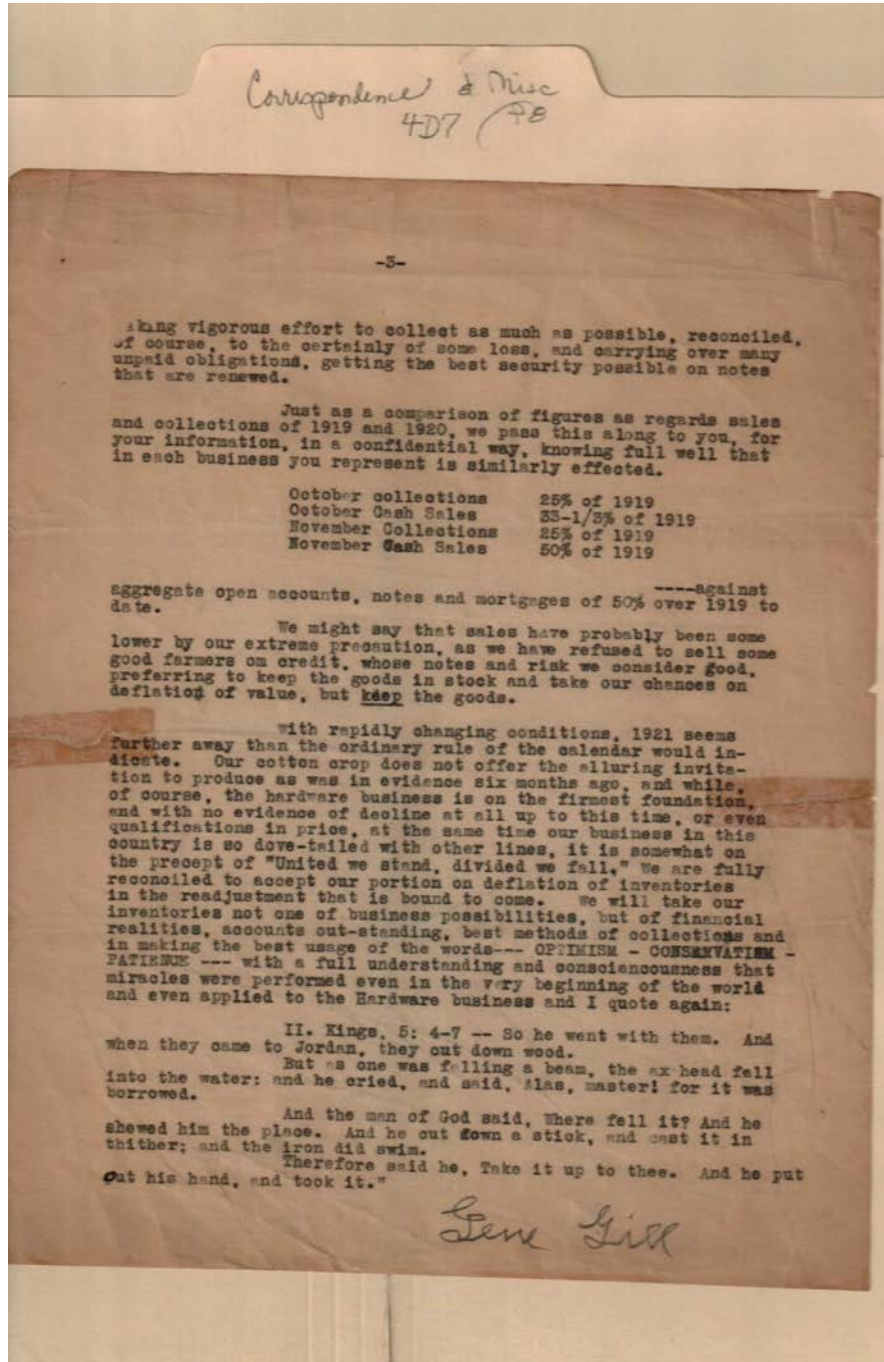 Correspondence & Misc
4D7
-3-
aking vigorous effort to collect as much as possible, reconciled,
of course, to the certainly of some loss, and carrying over many
unpaid obligations, getting the best security possible on notes
that are renewed.
Just as a comparison of figures as regards sales
and collections of 1919 and 1920, we pass this along to you, for
your information, in a confidential way, knowing full well that
in each business you represent is similarly effected.
October collections 25% of 1919
October Cash Sales 33-1/3% of 1919
November Collections 25% of 1919
November Cash Sales 50% of 1919
----against
aggregate open accounts, notes and mortgages of 50% over 1919 to
date.
We might say that sales have probably been some
lower by our extreme precaution, as we have refused to sell some
good farmers om credit, whose notes and risk we consider good,
preferring to keep the goods in stock and take our chances on
deflation of value, but keep the goods.
With rapidly changing conditions, 1921 seems
further away than the ordinary rule of the calendar would in-
dicate. Our cotton crop does not offer the alluring invita-
tion to produce as was in evidence six months ago, and while,
of course, the hardware business is on the firmest foundation,
and with no evidence of decline at all up to this time, or even
qualifications in price, at the same time our business in this
country is so dove-tailed with other lines, it is somewhat on
the precept of "United we stand, divided we fall," We are fully
reconciled to accept our portion on deflation of inventories
in the readjustment that is bound to come. We will take our
inventories not one of business possibilities, but of financial
realities, accounts out-standing, best methods of collections and
in making the best usage of the words--- OPTIMISM - CONSERVATISM -
PATIENCE --- with a full understanding and consciencousness that
miracles were performed even in the very beginning of the world
and even applied to the Hardware business and I quote again:
II. Kings, 5: 4-7 -- So he went with them. And
when they came to Jordan, they cut down wood.
But as one was felling a beam, the ax head fell
into the water: and he cried, and said, Alas, master! for it was
borrowed.
And the man of God said, Where fell it? And he
shewed him the place. And he cut down a stick, and cast it in
thither; and the iron did swim.
Therefore said he, Take it up to thee. And he put
out his hand, and took it."
Gene Gill